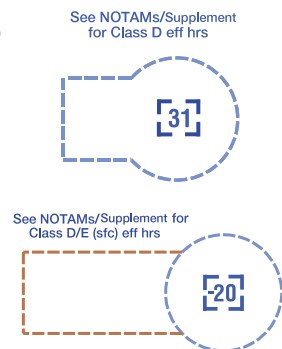 See NOTAMs/Supplement
for Class D eff hrs
31
See NOTAMs/Supplement for
Class D/E (sfc) eff hrs
-20